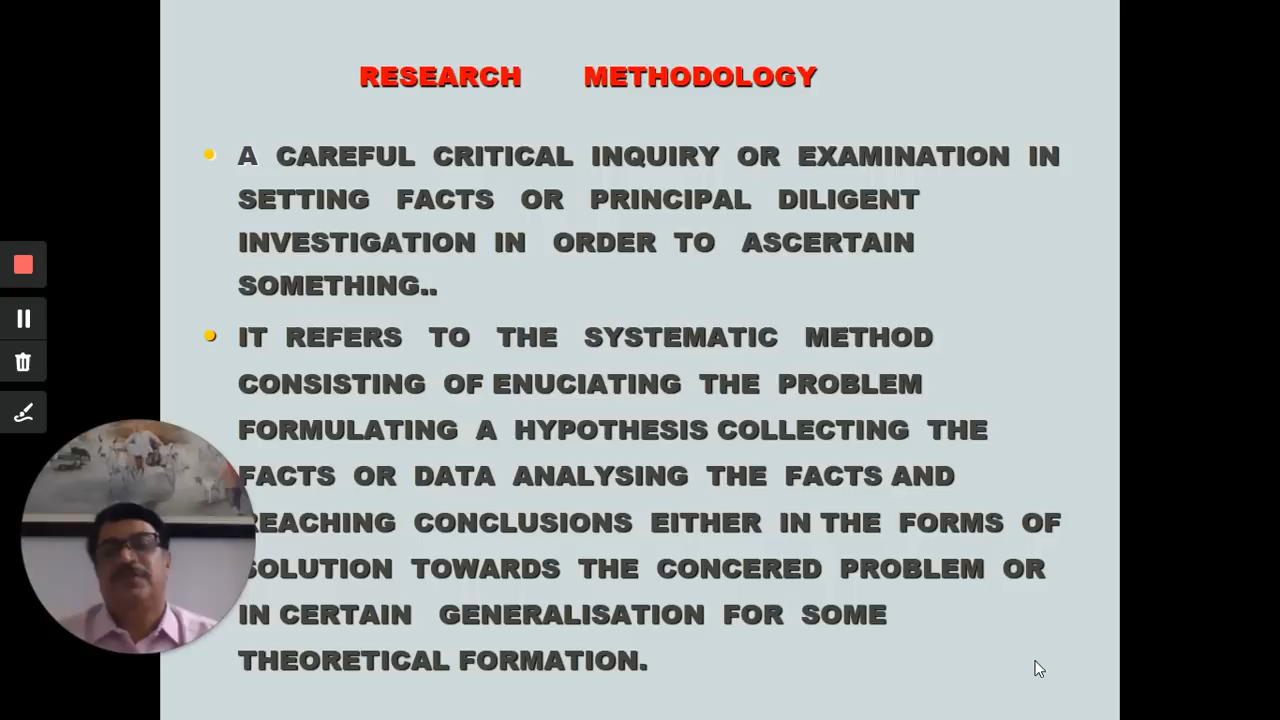 RESEARCH METHODOLOGY
• A CAREFUL CRITICAL INQUIRY OR EXAMINATION IN
SETTING FACTS OR PRINCIPAL DILIGENT
INVESTIGATION IN ORDER TO ASCERTAIN
SOMETHING..
• IT REFERS TO THE SYSTEMATIC METHOD
CONSISTING OF ENUCIATING THE PROBLEM
FORMULATING A HYPOTHESIS COLLECTING THE
FACTS OR DATA ANALYSING THE FACTS AND
REACHING CONCLUSIONS EITHER IN THE FORMS OF
SOLUTION TOWARDS THE CONCERED PROBLEM OR
IN CERTAIN GENERALISATION FOR SOME
THEORETICAL FORMATION.